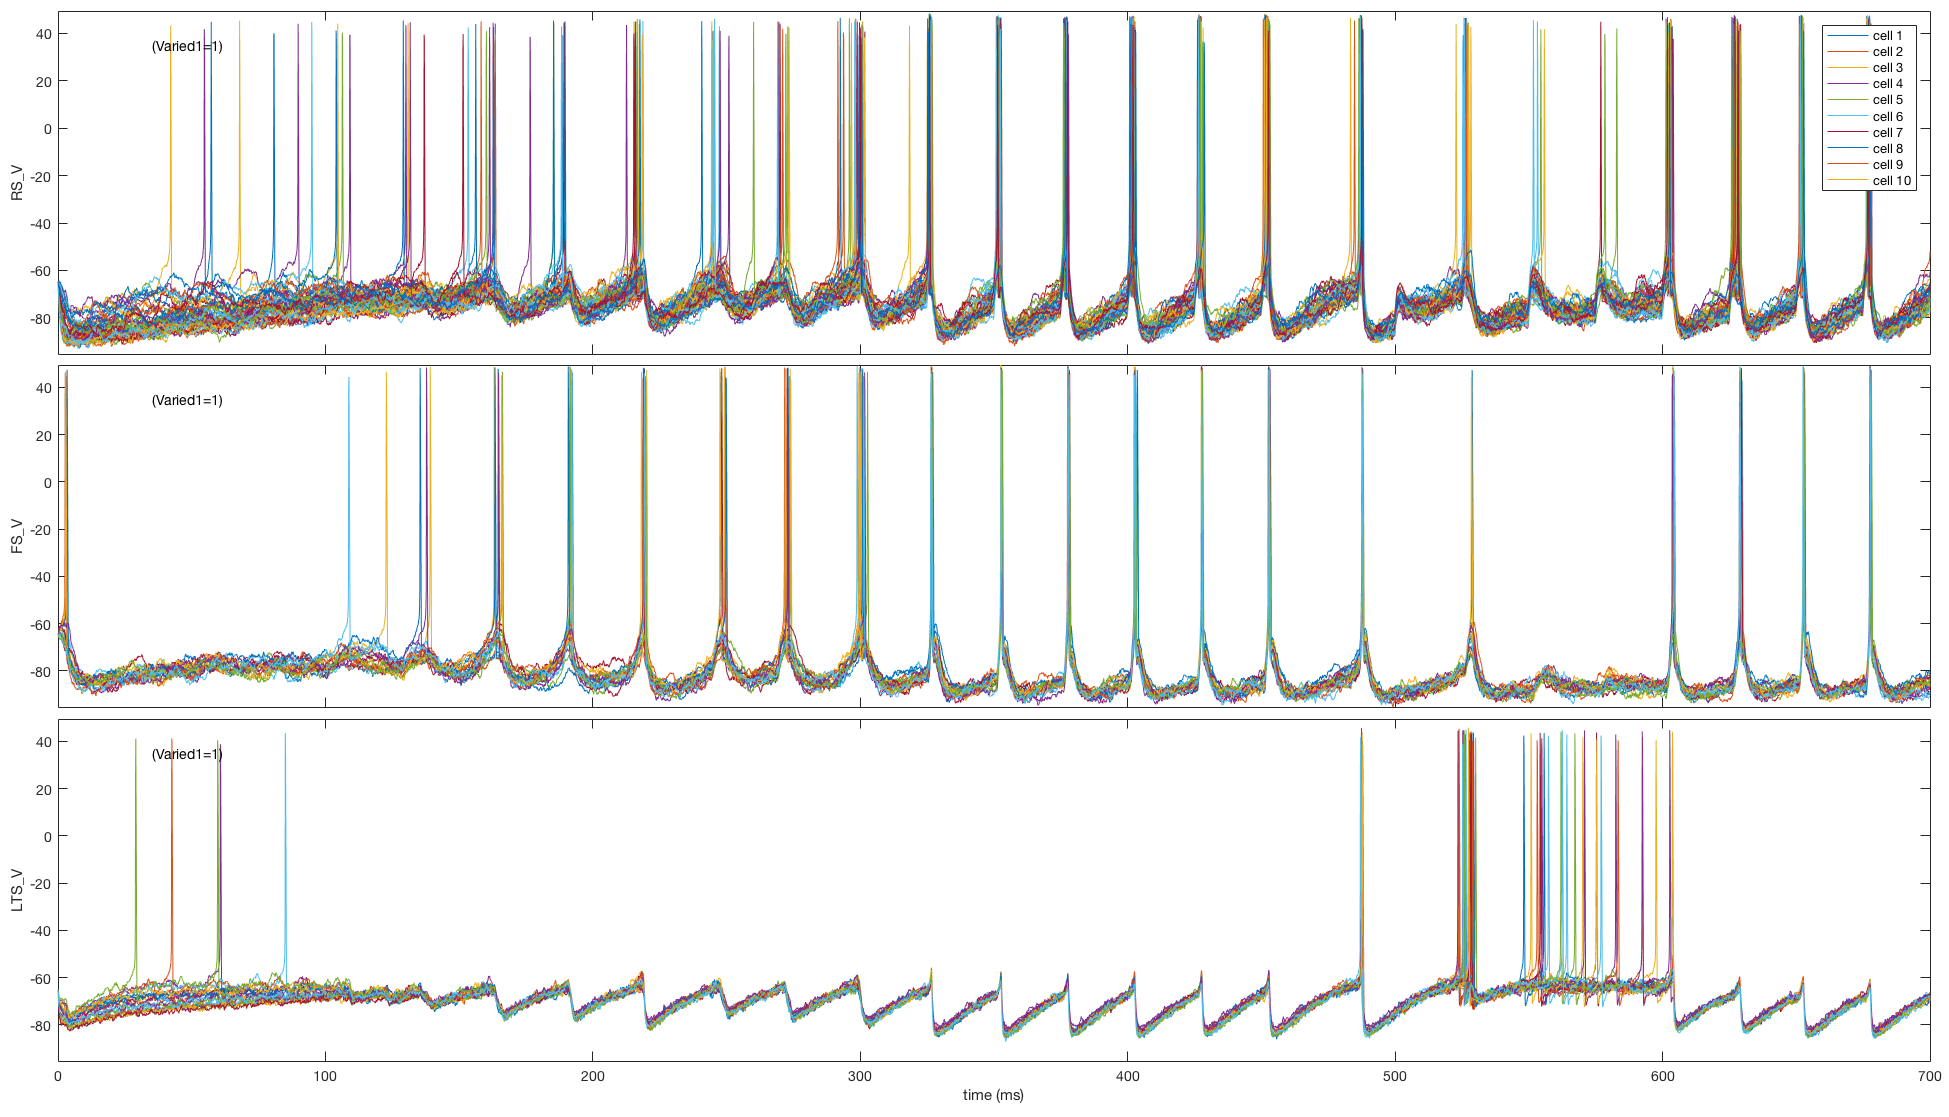 40
20
0
-20
-40
-60
-80
RS_V
(Varied1=1)
cell 1
cell 2
cell 3
cell 4
cell 5
cell 6
cell 7
cell 8
cell 9
cell 10
40
20
0
-20
-40
-60
-80
FS_V
(Varied1=1)
40
20
0
-20
-40
-60
-80
LTS_V
(Varied1=1)
0 100 200 300 400 500 600 700
time (ms)